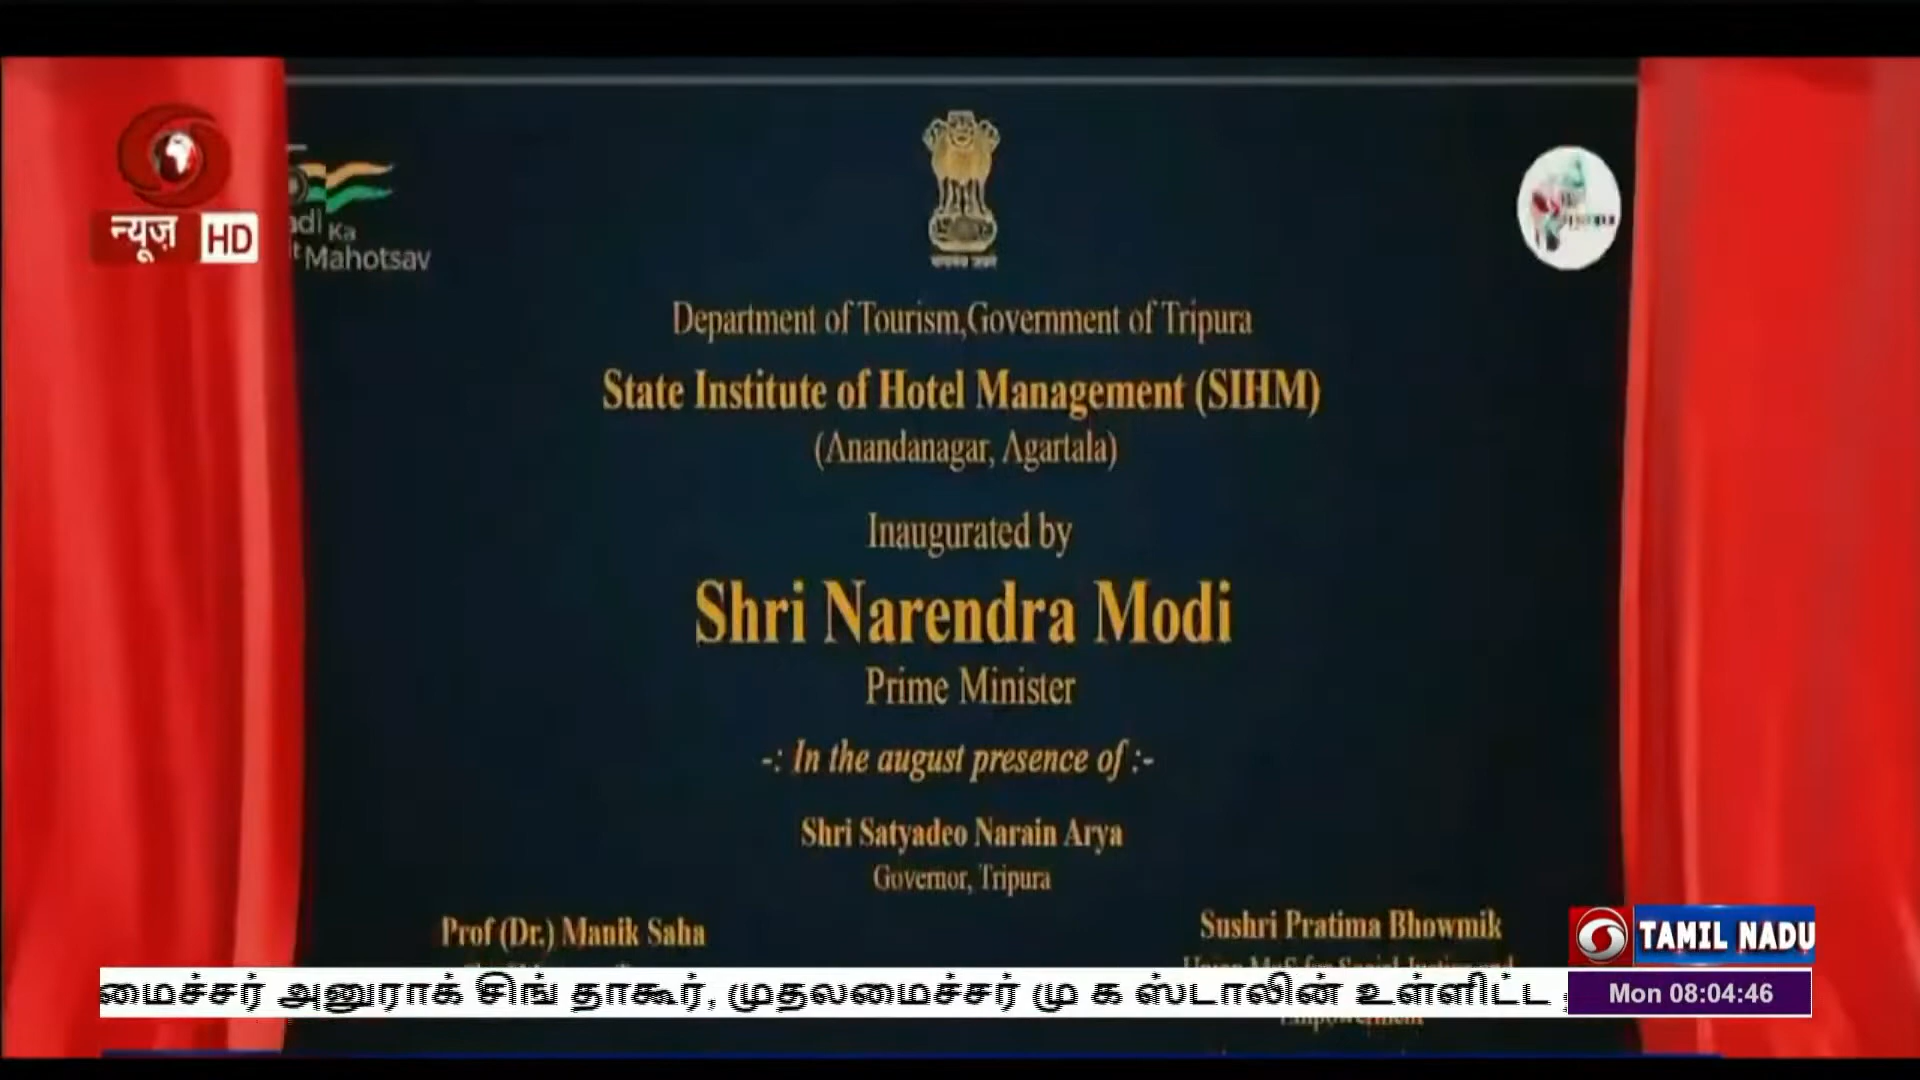 न्यूज़ HD
Ka
Mahotsav
Department of Tourism,Government of Tripura
State Institute of Hotel Management (SIHM)
(Anandanagar, Agartala)
Inaugurated by
Shri Narendra Modi
Prime Minister
-: In the august presence of :-
Shri Satyadeo Narain Arya
Governor, Tripura
Prof (Dr.) Manik Saha
Sushri Pratima Bhowmik
TAMIL NADU
மைச்சர் அனுராக் சிங் தாகூர், முதலமைச்சர் மு க ஸ்டாலின் உள்ளிட்ட
Mon 08:04:46